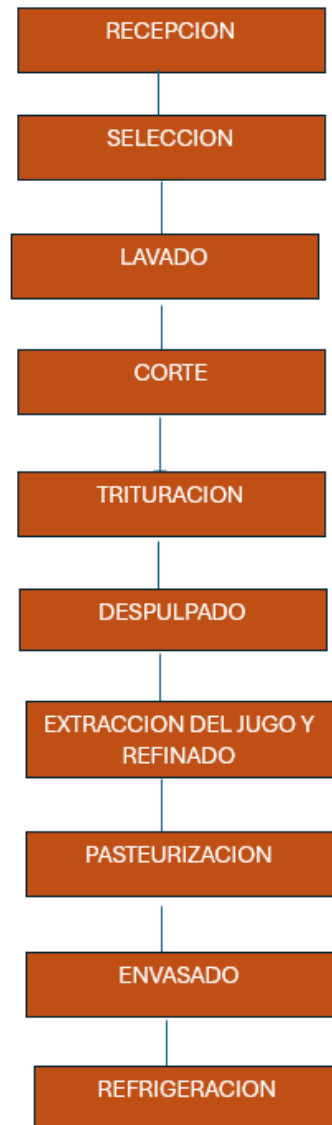 RECEPCION
SELECCION
LAVADO
CORTE
TRITURACION
DESPULPADO
EXTRACCION DEL JUGO Y
REFINADO
PASTEURIZACION
ENVASADO
REFRIGERACION